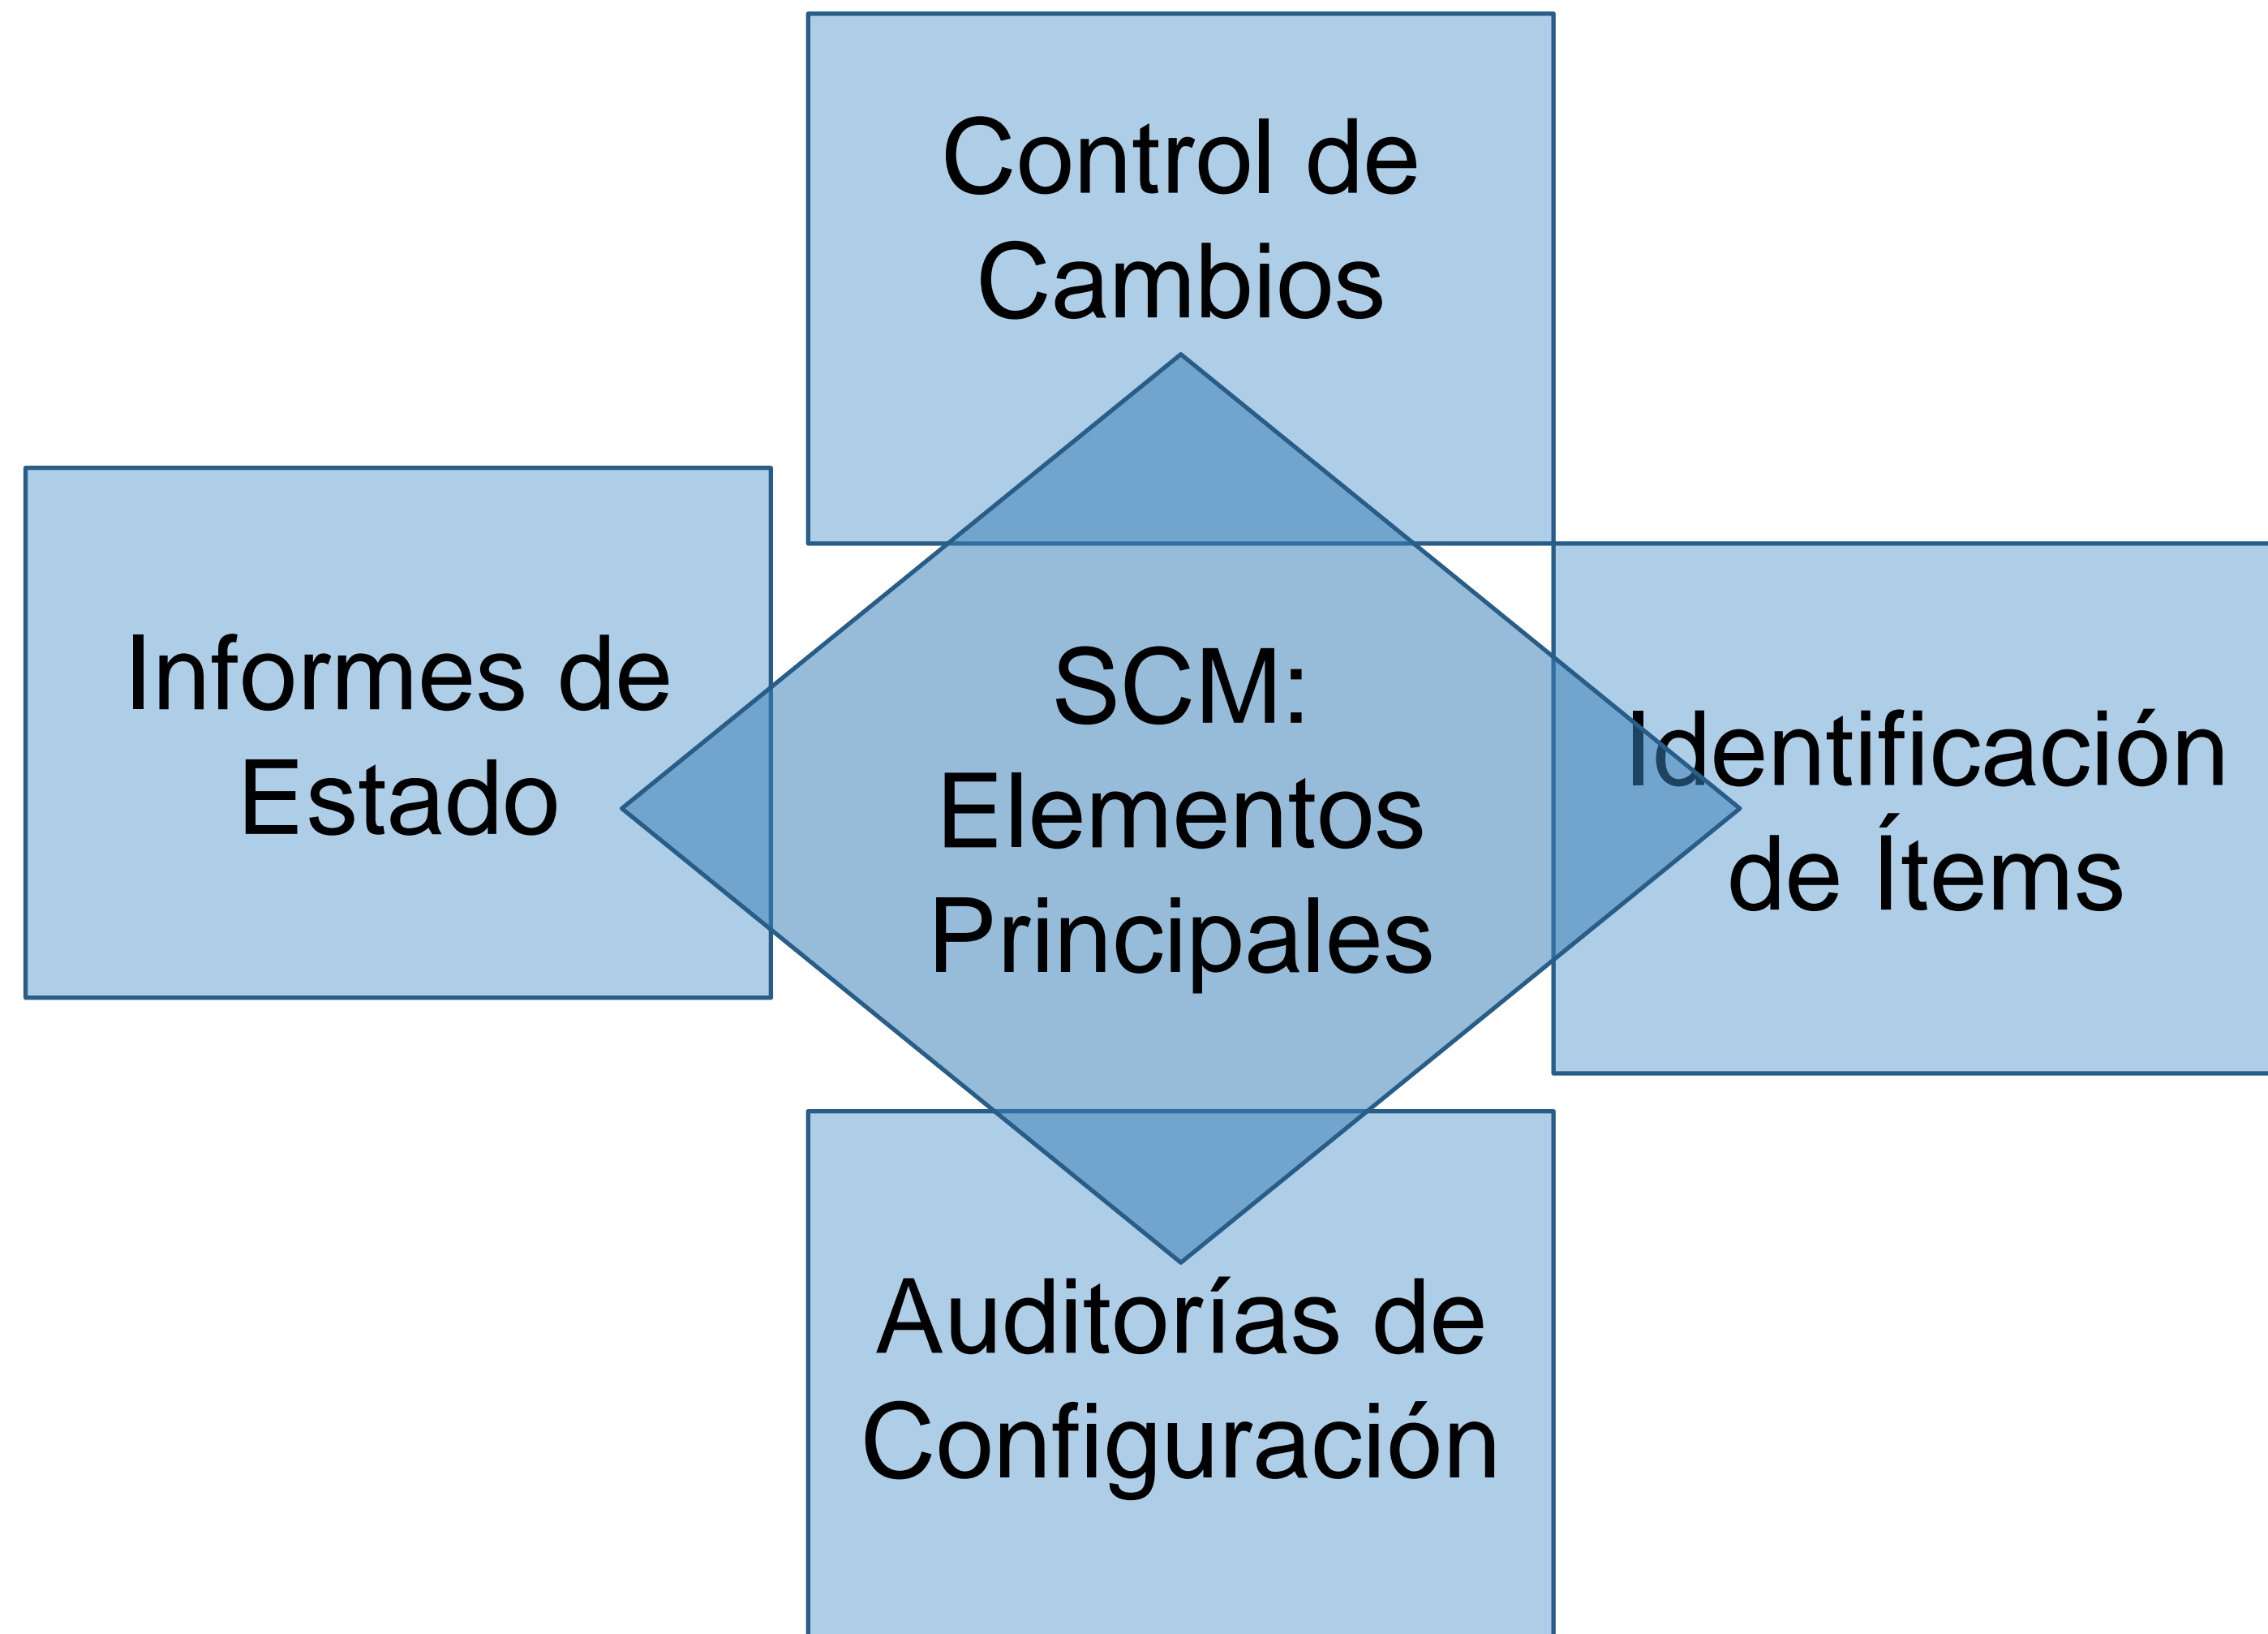 Control de
Cambios
Informes de
Estado
SCM:
Elementos
Principales
Identificación
de Ítems
Auditorías de
Configuración